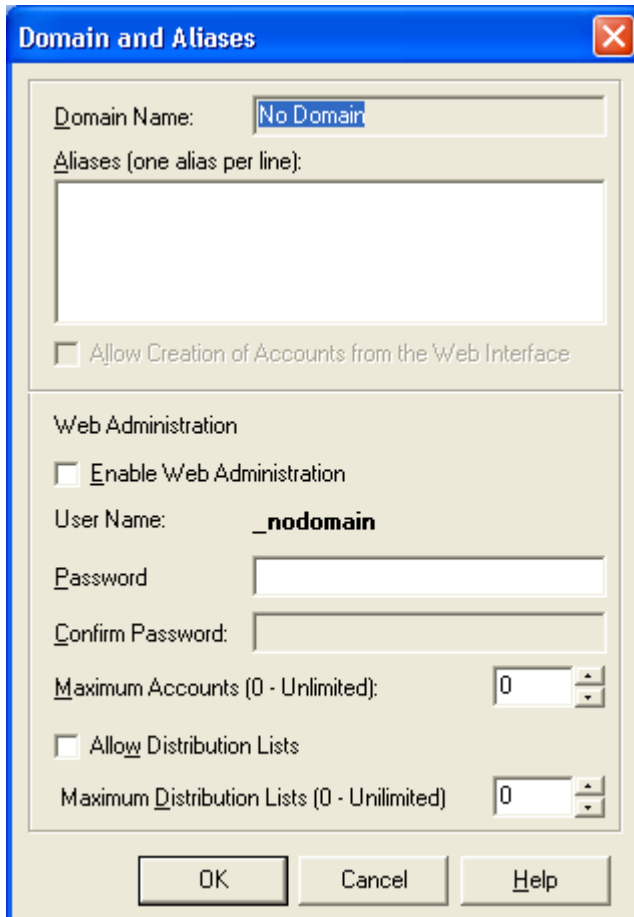 Domain and Aliases
Domain Name: No Domain
Aliases (one alias per line):
Allow Creation of Accounts from the Web Interface
Web Administration
Enable Web Administration
User Name: _nodomain
Password
Confirm Password:
Maximum Accounts (0 - Unlimited): 0
Allow Distribution Lists
Maximum Distribution Lists (0 - Unilimited) 0
OK Cancel Help